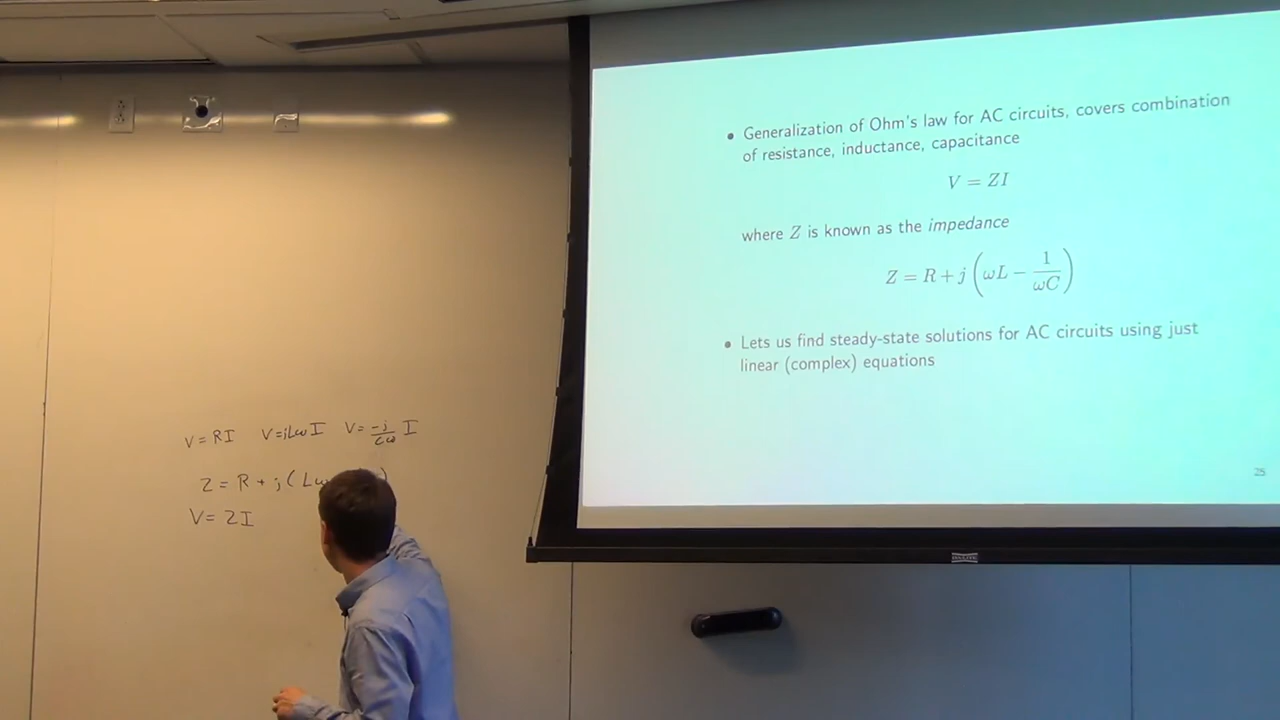 • Generalization of Ohm's law for AC circuits, covers combination
of resistance, inductance, capacitance
V = ZI
where Z is known as the impedance
Z = R + j (ωL − 1/ωC)
• Lets us find steady-state solutions for AC circuits using just
linear (complex) equations
25
V = RI V = jLω I V = -j/Cω I
Z = R + j ( Lω )
V = ZI